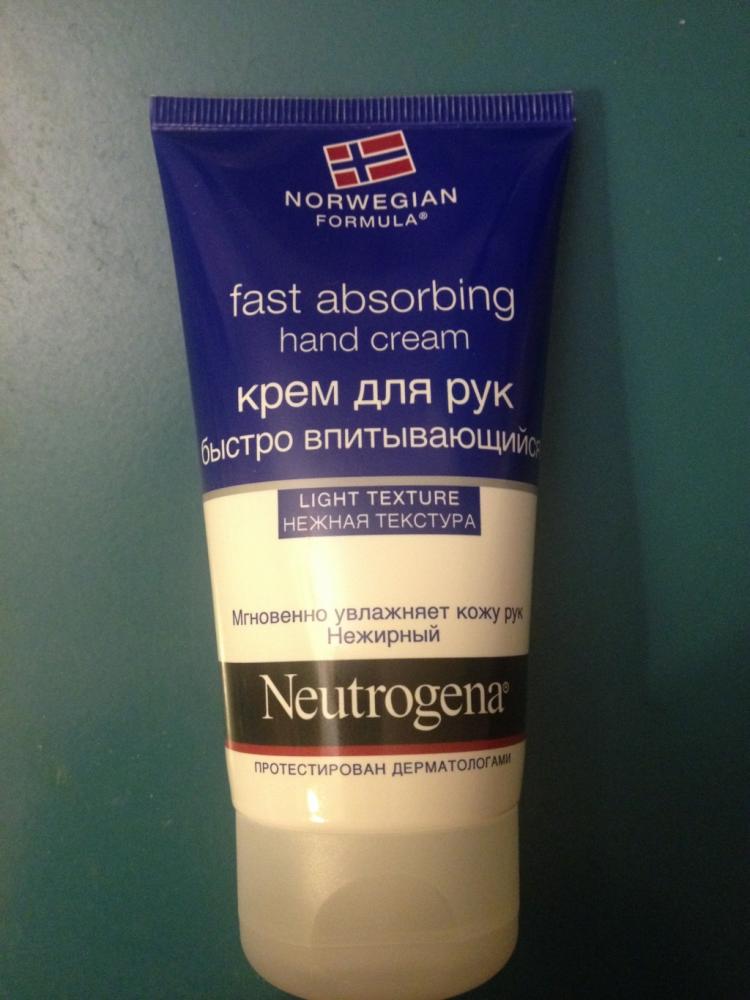 NORWEGIAN
FORMULA®
fast absorbing
hand cream
крем для рук
быстро впитывающийся
LIGHT TEXTURE
НЕЖНАЯ ТЕКСТУРА
Мгновенно увлажняет кожу рук
Нежирный
Neutrogena®
ПРОТЕСТИРОВАН ДЕРМАТОЛОГАМИ